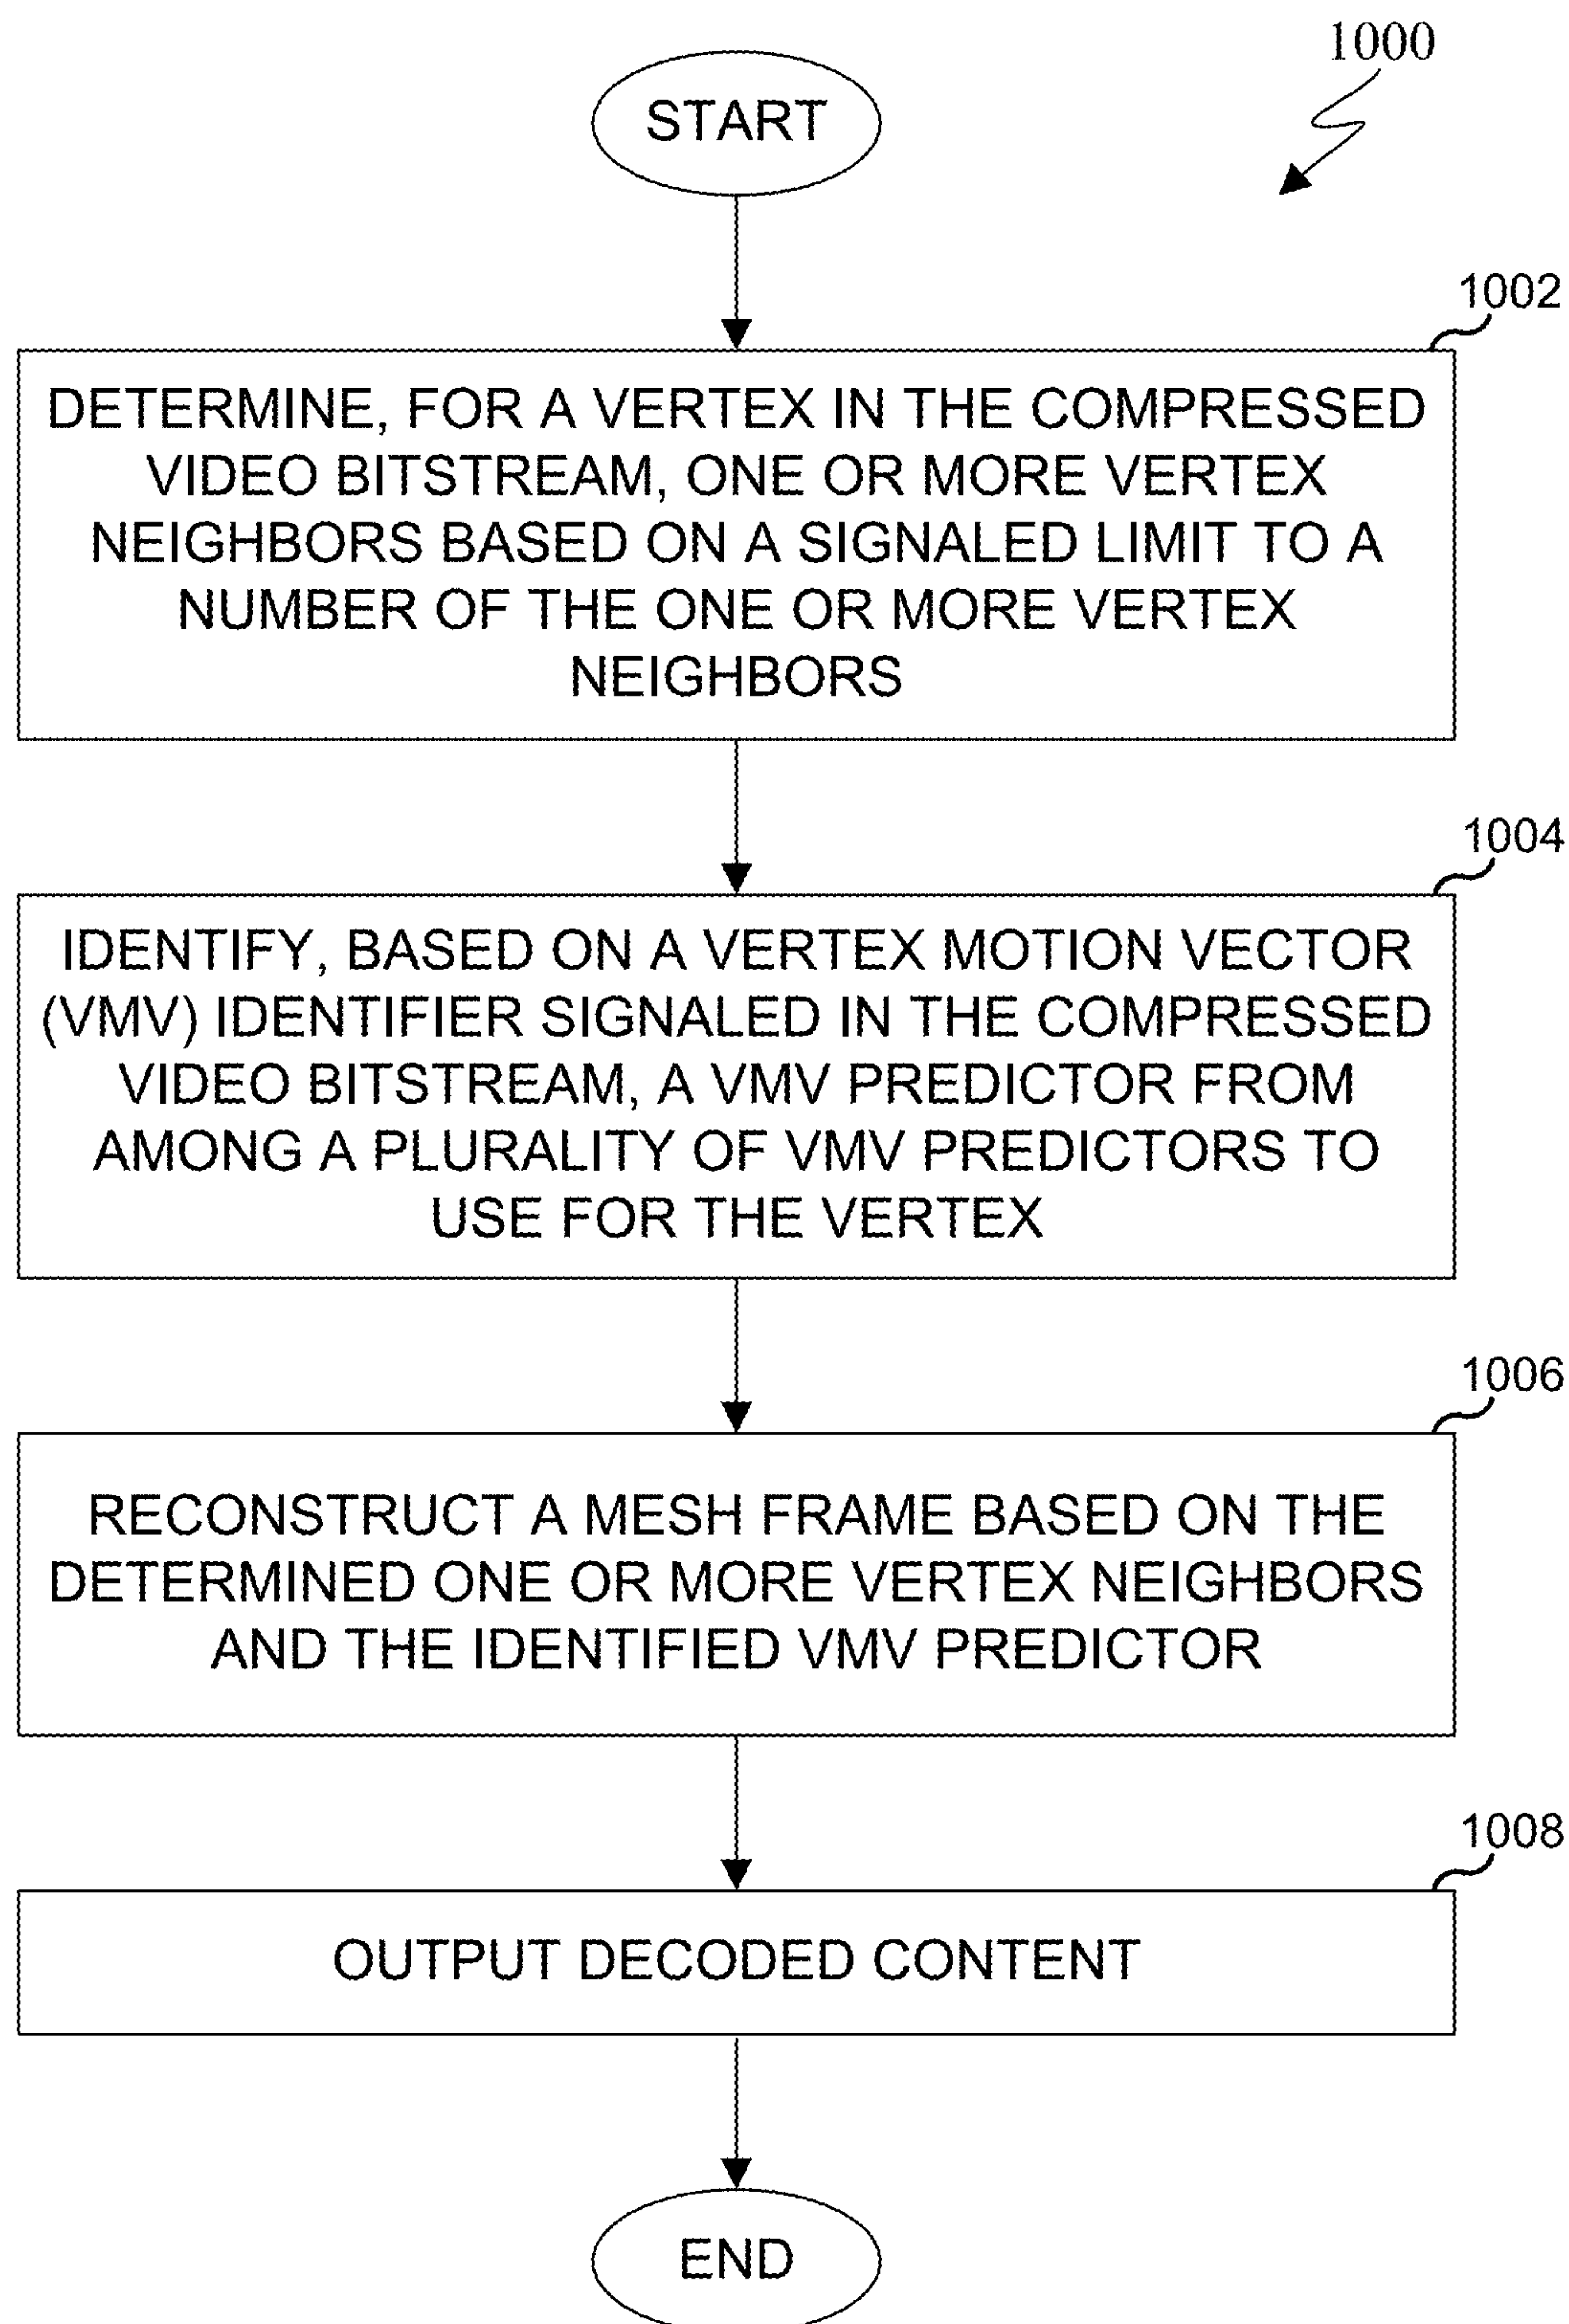 1000
START
1002
DETERMINE, FOR A VERTEX IN THE COMPRESSED
VIDEO BITSTREAM, ONE OR MORE VERTEX
NEIGHBORS BASED ON A SIGNALED LIMIT TO A
NUMBER OF THE ONE OR MORE VERTEX
NEIGHBORS
1004
IDENTIFY, BASED ON A VERTEX MOTION VECTOR
(VMV) IDENTIFIER SIGNALED IN THE COMPRESSED
VIDEO BITSTREAM, A VMV PREDICTOR FROM
AMONG A PLURALITY OF VMV PREDICTORS TO
USE FOR THE VERTEX
1006
RECONSTRUCT A MESH FRAME BASED ON THE
DETERMINED ONE OR MORE VERTEX NEIGHBORS
AND THE IDENTIFIED VMV PREDICTOR
1008
OUTPUT DECODED CONTENT
END